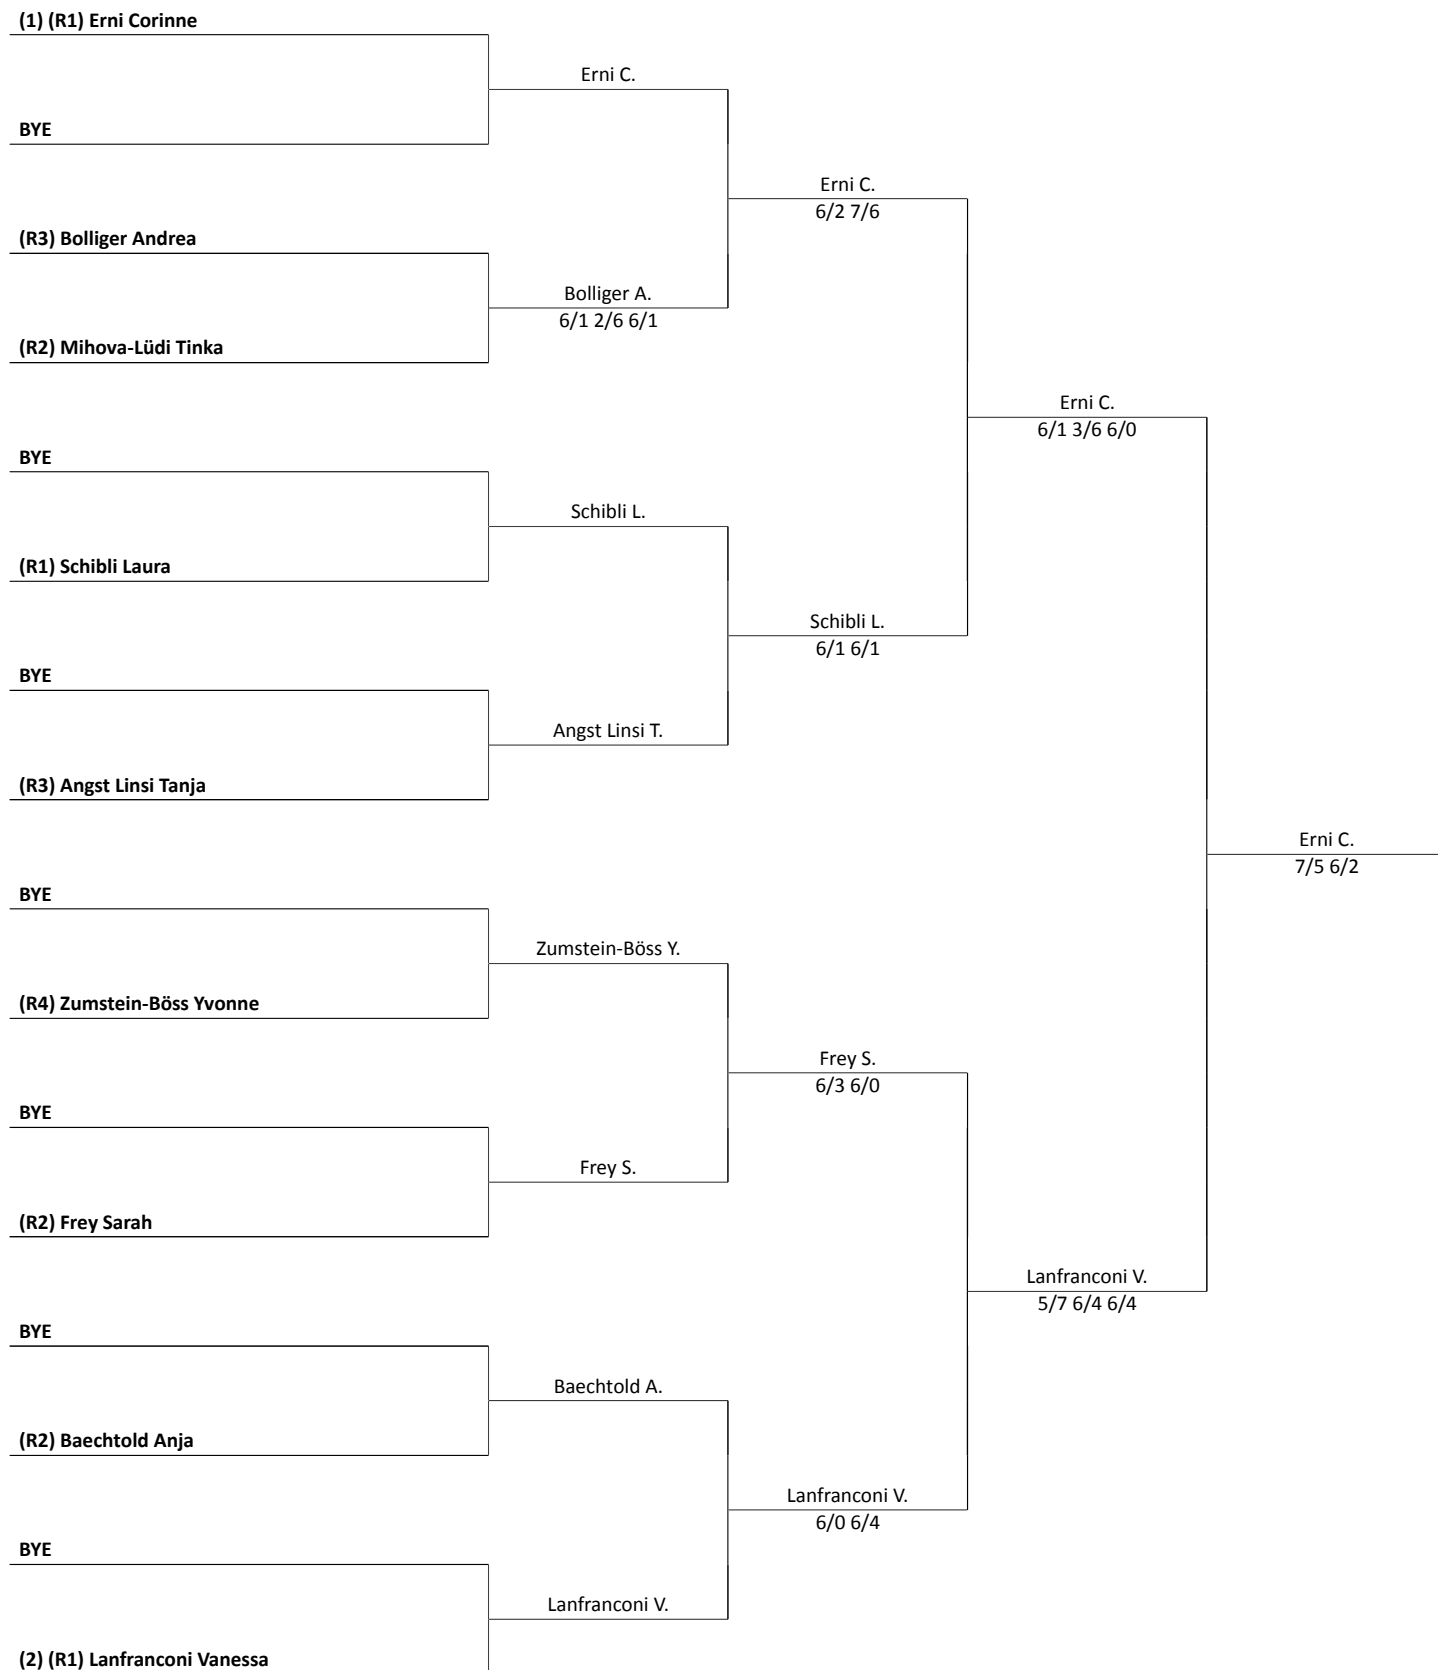 (1) (R1) Erni Corinne
Erni C.
BYE
Erni C.
6/2 7/6
(R3) Bolliger Andrea
Bolliger A.
6/1 2/6 6/1
(R2) Mihova-Lüdi Tinka
Erni C.
6/1 3/6 6/0
BYE
Schibli L.
(R1) Schibli Laura
Schibli L.
6/1 6/1
BYE
Angst Linsi T.
(R3) Angst Linsi Tanja
Erni C.
7/5 6/2
BYE
Zumstein-Böss Y.
(R4) Zumstein-Böss Yvonne
Frey S.
6/3 6/0
BYE
Frey S.
(R2) Frey Sarah
Lanfranconi V.
5/7 6/4 6/4
BYE
Baechtold A.
(R2) Baechtold Anja
Lanfranconi V.
6/0 6/4
BYE
Lanfranconi V.
(2) (R1) Lanfranconi Vanessa